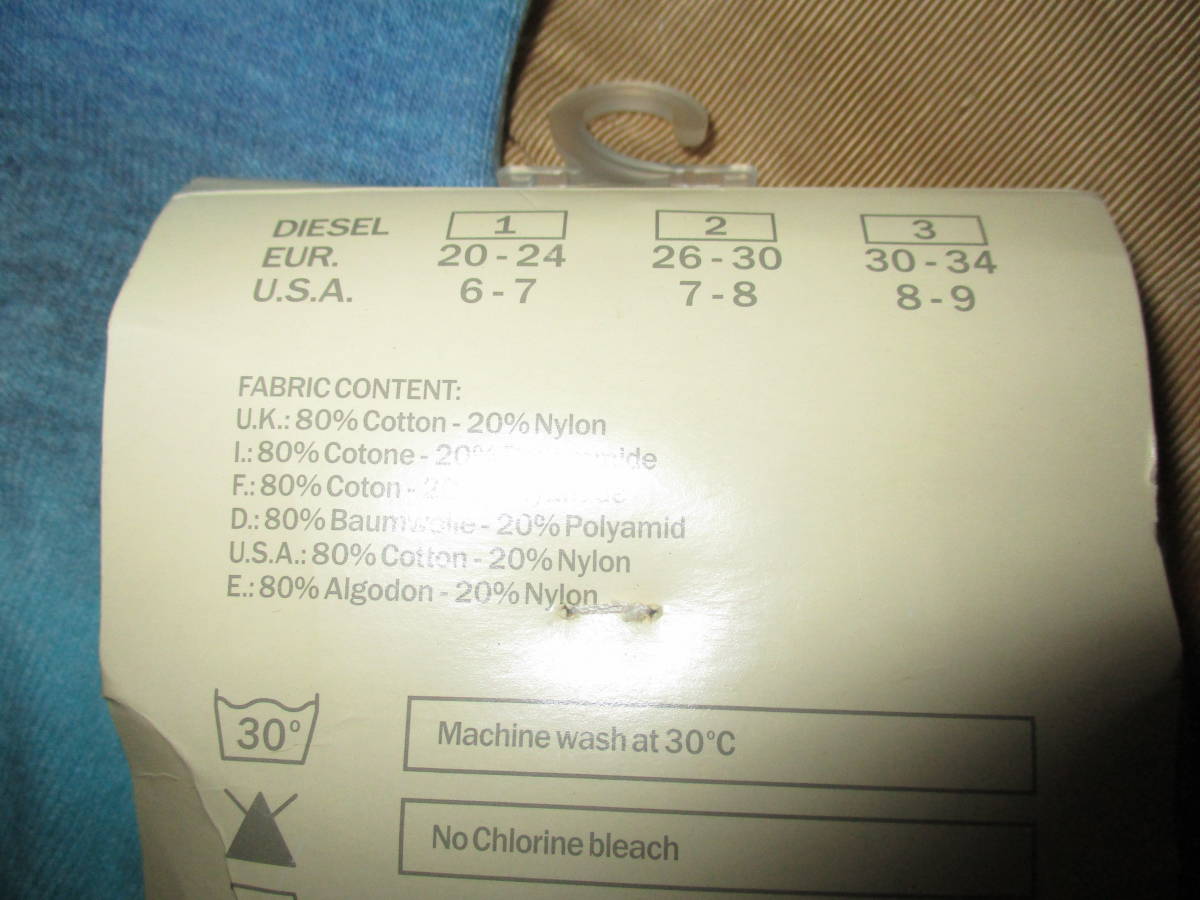 DIESEL 1 2 3
EUR. 20 - 24 26 - 30 30 - 34
U.S.A. 6 - 7 7 - 8 8 - 9
FABRIC CONTENT:
U.K.: 80% Cotton - 20% Nylon
I.: 80% Cotone - 20%
F.: 80% Coton -
D.: 80% Baumwolle - 20% Polyamid
U.S.A.: 80% Cotton - 20% Nylon
E.: 80% Algodon - 20% Nylon
30° Machine wash at 30°C
No Chlorine bleach